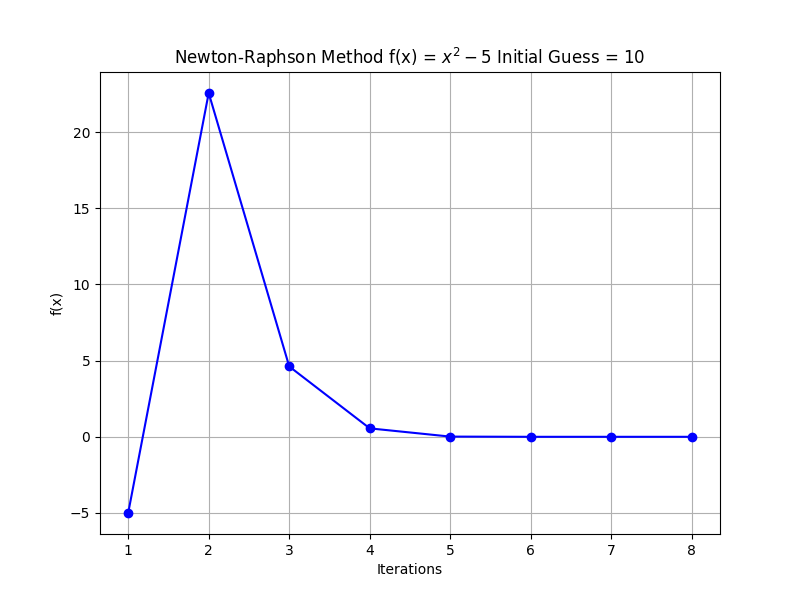 Newton-Raphson Method f(x) = x² − 5 Initial Guess = 10
f(x)
20
15
10
5
0
−5
1 2 3 4 5 6 7 8
Iterations